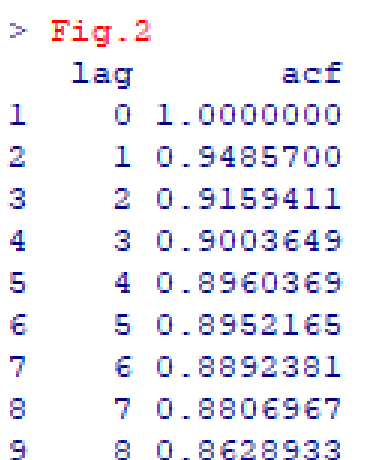 > Fig.2
lag acf
1 0 1.0000000
2 1 0.9485700
3 2 0.9159411
4 3 0.9003649
5 4 0.8960369
6 5 0.8952165
7 6 0.8892381
8 7 0.8806967
9 8 0.8628933